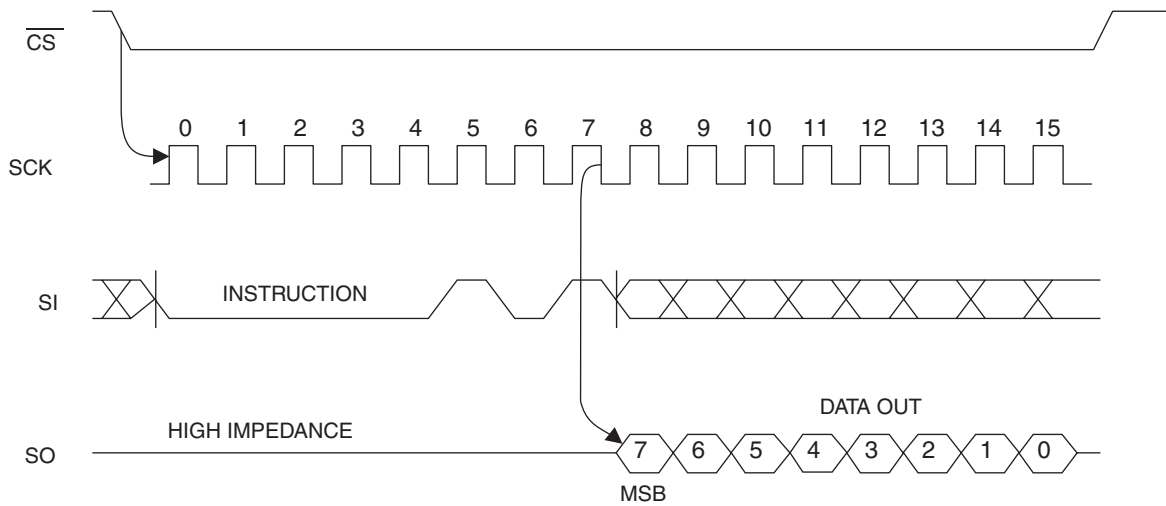 CS
0 1 2 3 4 5 6 7 8 9 10 11 12 13 14 15
SCK
SI
INSTRUCTION
DATA OUT
HIGH IMPEDANCE
SO
7 6 5 4 3 2 1 0
MSB